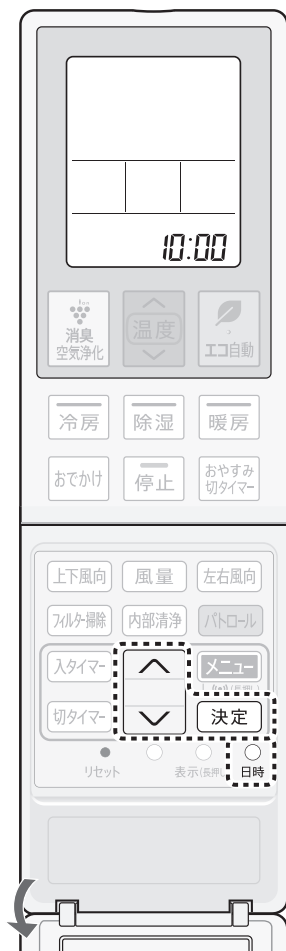 10:00
消臭
空気浄化
温度
エコ自動
冷房
除湿
暖房
おでかけ
停止
おやすみ
切タイマー
上下風向
風量
左右風向
フィルター掃除
内部清浄
パトロール
入タイマー
メニュー
切タイマー
決定
リセット
表示(長押し
日時